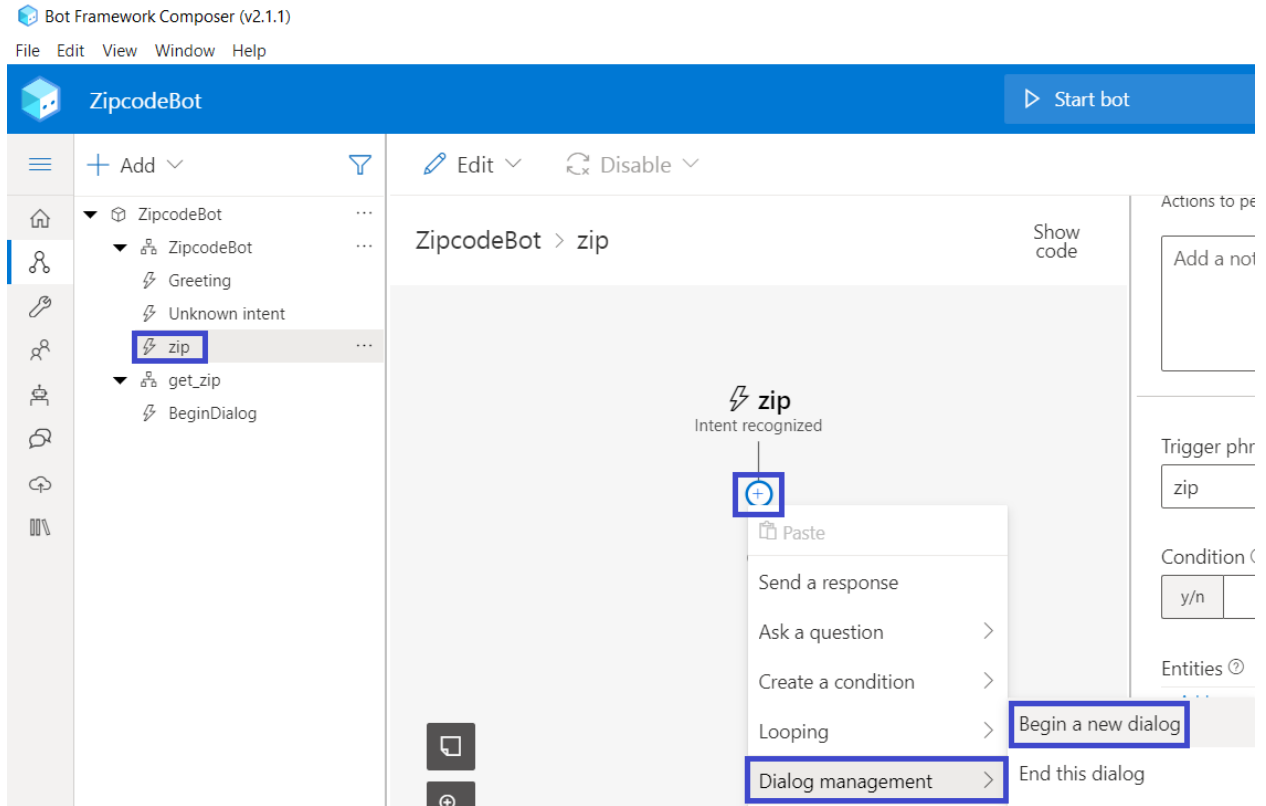 Bot Framework Composer (v2.1.1)
File Edit View Window Help
ZipcodeBot
Start bot
Add
Edit
Disable
ZipcodeBot
ZipcodeBot
Greeting
Unknown intent
zip
get_zip
BeginDialog
ZipcodeBot > zip
Show
code
zip
Intent recognized
Paste
Send a response
Ask a question
Create a condition
Looping
Dialog management
Begin a new dialog
End this dialog
Actions to pe
Add a not
Trigger phr
zip
Condition
y/n
Entities